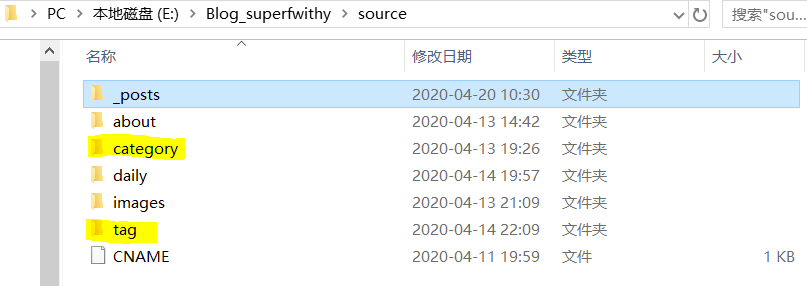 PC > 本地磁盘 (E:) > Blog_superfwithy > source 搜索"sou...
名称 修改日期 类型 大小
_posts 2020-04-20 10:30 文件夹
about 2020-04-13 14:42 文件夹
category 2020-04-13 19:26 文件夹
daily 2020-04-14 19:57 文件夹
images 2020-04-13 21:09 文件夹
tag 2020-04-14 22:09 文件夹
CNAME 2020-04-11 19:59 文件 1 KB